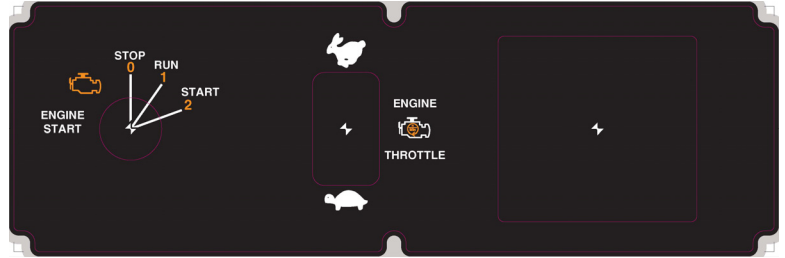 STOP
0
RUN
1
START
2
ENGINE
START
ENGINE
THROTTLE